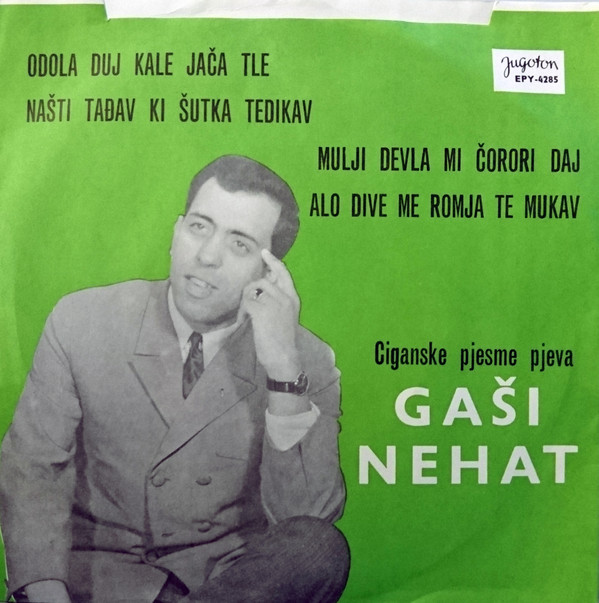 ODOLA DUJ KALE JAČA TLE
NAŠTI TAĐAV KI ŠUTKA TEDIKAV
Jugoton
EPY-4285
MULJI DEVLA MI ČORORI DAJ
ALO DIVE ME ROMJA TE MUKAV
Ciganske pjesme pjeva
GAŠI
NEHAT